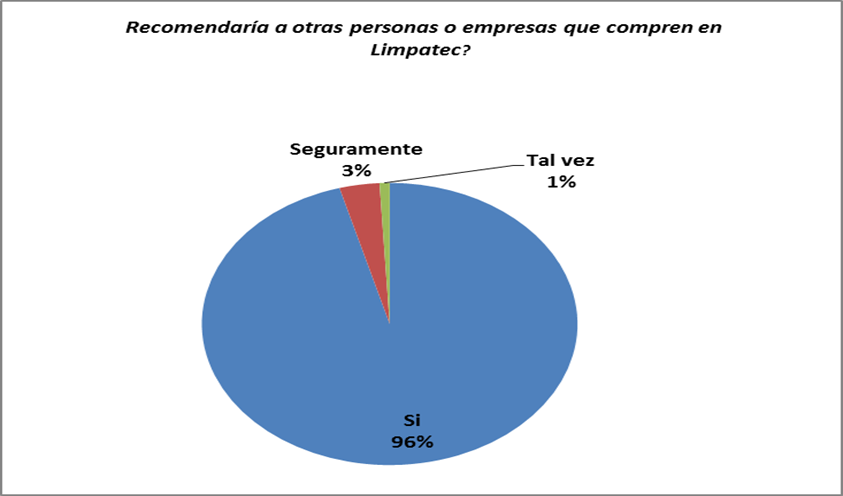 Recomendaría a otras personas o empresas que compren en
Limpatec?
Seguramente
3%
Tal vez
1%
Si
96%